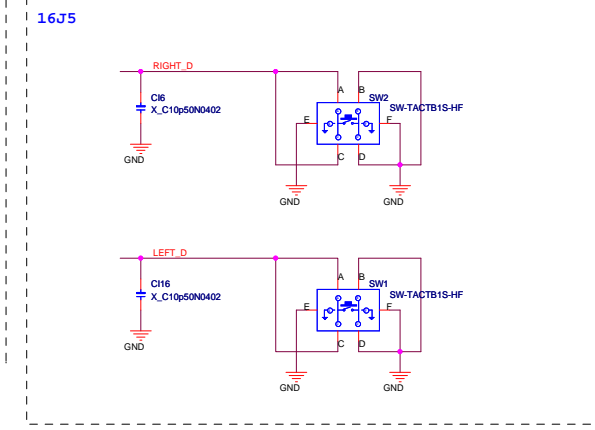 16J5
RIGHT_D
CI6
X_C10p50N0402
GND
A B
SW2
SW-TACTB1S-HF
E F
C D
GND GND
LEFT_D
CI16
X_C10p50N0402
GND
A B
SW1
SW-TACTB1S-HF
E F
C D
GND GND